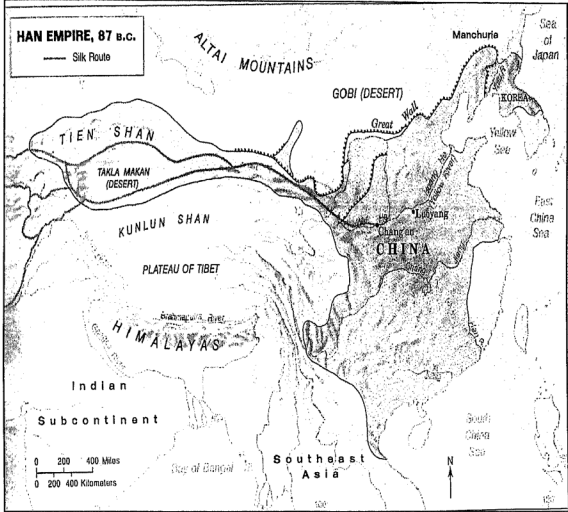 HAN EMPIRE, 87 B.C.
Silk Route
ALTAI MOUNTAINS
Manchuria
Sea
of
Japan
GOBI (DESERT)
Great Wall
KOREA
Yellow
Sea
TIEN SHAN
TAKLA MAKAN
(DESERT)
KUNLUN SHAN
Luoyang
Chang'an
CHINA
East
China
Sea
PLATEAU OF TIBET
Brahmaputra River
HIMALAYAS
Indian
Subcontinent
0 200 400 Miles
0 200 400 Kilometers
Bay of Bengal
Southeast
Asia
N
South
China
Sea